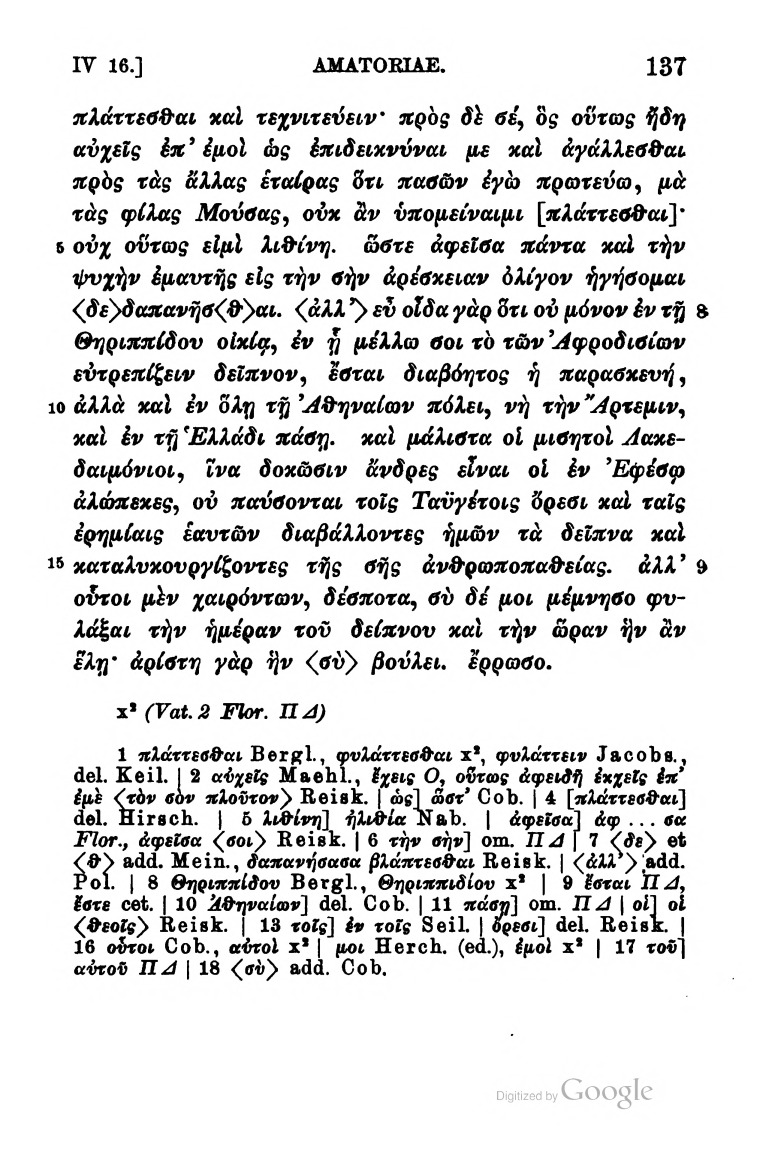 IV 16.] AMATORIAE. 137
πλάττεσθαι καὶ τεχνιτεύειν· πρὸς δὲ σέ, ὃς οὕτως ἤδη
αὐχεῖς ἐπ' ἐμοὶ ὡς ἐπιδεικνύναι με καὶ ἀγάλλεσθαι
πρὸς τὰς ἄλλας ἑταίρας ὅτι πασῶν ἐγὼ πρωτεύω, μὰ
τὰς φίλας Μούσας, οὐκ ἂν ὑπομείναιμι [πλάττεσθαι]·
5 οὐχ οὕτως εἰμὶ λιθίνη. ὥστε ἀφεῖσα πάντα καὶ τὴν
ψυχὴν ἐμαυτῆς εἰς τὴν σὴν ἀρέσκειαν ὀλίγον ἡγήσομαι
〈δε〉δαπανῆσ〈θ〉αι. 〈ἀλλ'〉 εὖ οἶδα γὰρ ὅτι οὐ μόνον ἐν τῇ 8
Θηριππίδου οἰκίᾳ, ἐν ᾗ μέλλω σοι τὸ τῶν Ἀφροδισίων
εὐτρεπίζειν δεῖπνον, ἔσται διαβόητος ἡ παρασκευή,
10 ἀλλὰ καὶ ἐν ὅλῃ τῇ Ἀθηναίων πόλει, νὴ τὴν Ἄρτεμιν,
καὶ ἐν τῇ Ἑλλάδι πάσῃ. καὶ μάλιστα οἱ μισητοὶ Λακε-
δαιμόνιοι, ἵνα δοκῶσιν ἄνδρες εἶναι οἱ ἐν Ἐφέσῳ
ἀλώπεκες, οὐ παύσονται τοῖς Ταϋγέτοις ὄρεσι καὶ ταῖς
ἐρημίαις ἑαυτῶν διαβάλλοντες ἡμῶν τὰ δεῖπνα καὶ
15 καταλυκουργίζοντες τῆς σῆς ἀνθρωποπαθείας. ἀλλ' 9
οὗτοι μὲν χαιρόντων, δέσποτα, σὺ δέ μοι μέμνησο φυ-
λάξαι τὴν ἡμέραν τοῦ δείπνου καὶ τὴν ὥραν ἣν ἂν
ἕλῃ· ἀρίστη γὰρ ἣν 〈σὺ〉 βούλει. ἔρρωσο.
x² (Vat. 2 Flor. Π Δ)
1 πλάττεσθαι Bergl., φυλάττεσθαι x², φυλάττειν Jacobs.,
del. Keil. | 2 αὐχεῖς Maehl., ἔχεις O, οὕτως ἀφειδῆ ἐκχεῖς ἐπ'
ἐμὲ 〈τὸν σὸν πλοῦτον〉 Reisk. | ὡς] ὥστ' Cob. | 4 [πλάττεσθαι]
del. Hirsch. | 5 λιθίνη] ἠλιθία Nab. | ἀφεῖσα] ἀφ ... σα
Flor., ἀφεῖσα 〈σοι〉 Reisk. | 6 τὴν σὴν] om. Π Δ | 7 〈δε〉 et
〈θ〉 add. Mein., δαπανήσασα βλάπτεσθαι Reisk. | 〈ἀλλ'〉 add.
Pol. | 8 Θηριππίδου Bergl., Θηριππιδίου x² | 9 ἔσται Π Δ,
ἔστε cet. | 10 Ἀθηναίων] del. Cob. | 11 πάσῃ] om. Π Δ | οἱ] οἱ
〈θεοῖς〉 Reisk. | 13 τοῖς] ἐν τοῖς Seil. | ὄρεσι] del. Reisk. |
16 οὗτοι Cob., αὐτοὶ x² | μοι Herch. (ed.), ἐμοὶ x² | 17 τοῦ]
αὐτοῦ Π Δ | 18 〈σὺ〉 add. Cob.
Digitized by Google